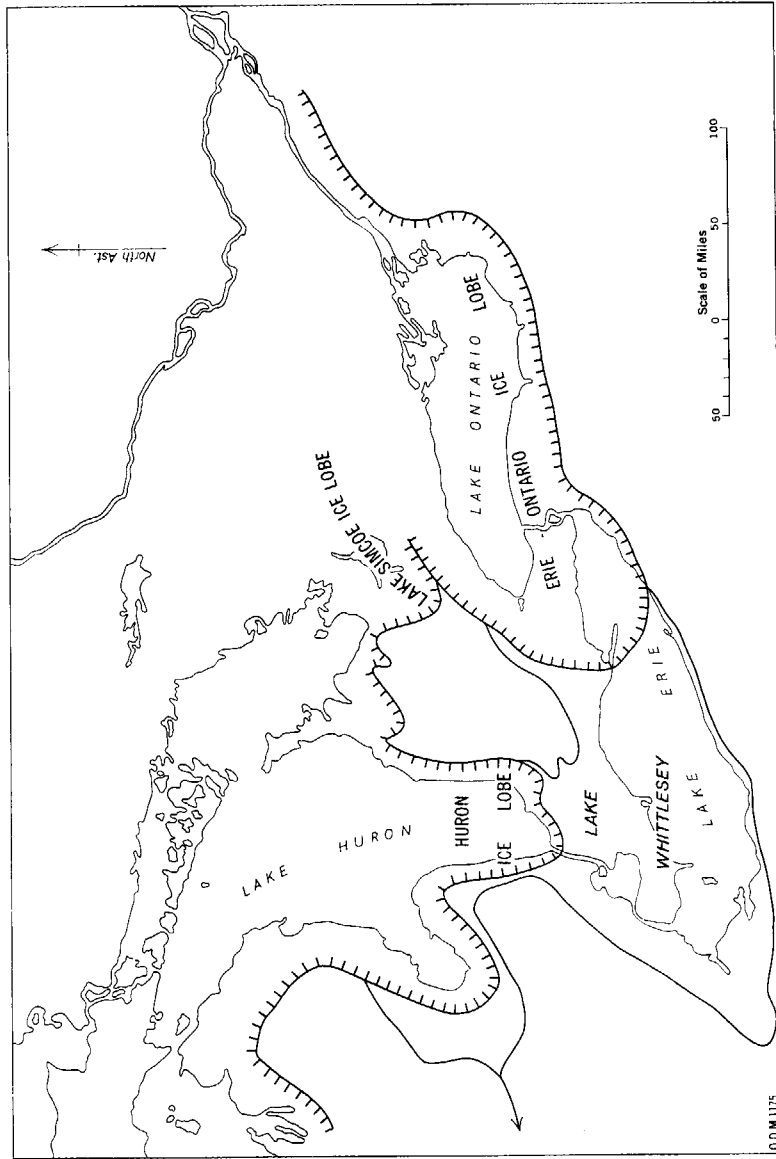 North Ast.
LAKE SIMCOE ICE LOBE
LAKE HURON
HURON
ICE LOBE
LAKE ONTARIO
ERIE ONTARIO
ICE LOBE
LAKE
WHITTLESEY
LAKE ERIE
Scale of Miles
50 0 50 100
O.D.M. 1175